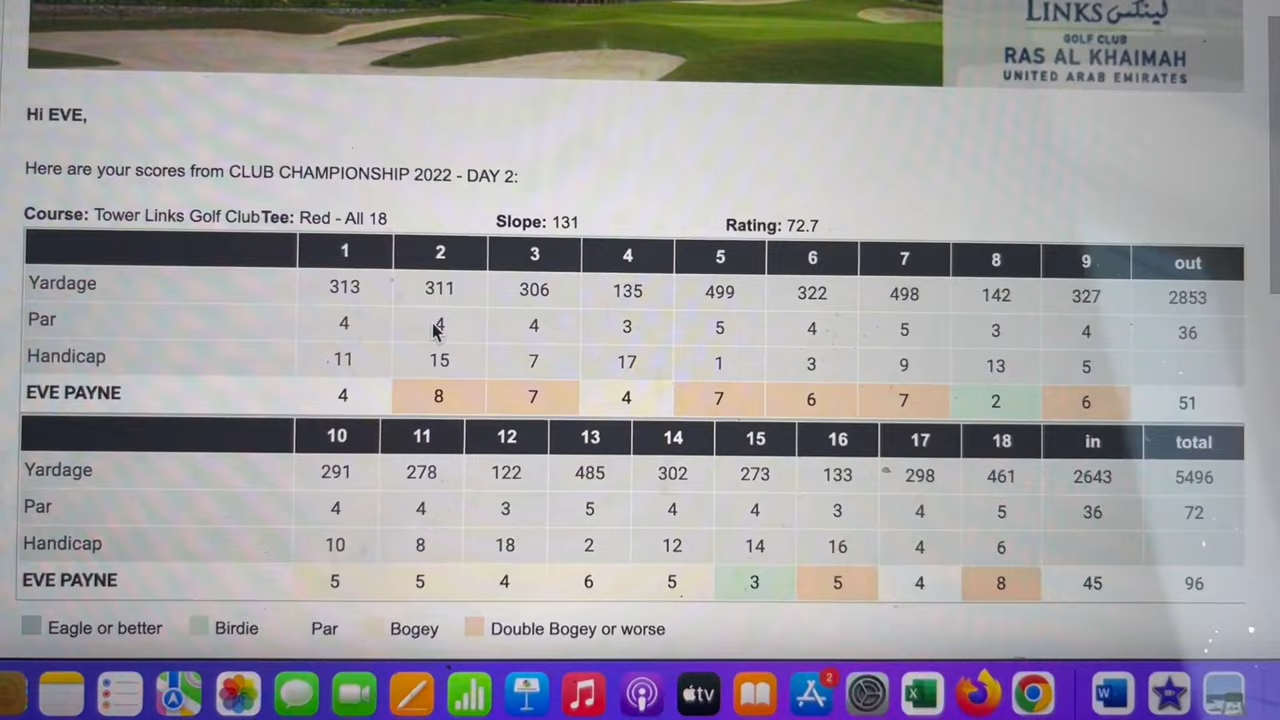 LINKS لينكس
GOLF CLUB
RAS AL KHAIMAH
UNITED ARAB EMIRATES
Hi EVE,
Here are your scores from CLUB CHAMPIONSHIP 2022 - DAY 2:
Course: Tower Links Golf Club Tee: Red - All 18 Slope: 131 Rating: 72.7
1 2 3 4 5 6 7 8 9 out
Yardage 313 311 306 135 499 322 498 142 327 2853
Par 4 4 4 3 5 4 5 3 4 36
Handicap 11 15 7 17 1 3 9 13 5
EVE PAYNE 4 8 7 4 7 6 7 2 6 51
10 11 12 13 14 15 16 17 18 in total
Yardage 291 278 122 485 302 273 133 298 461 2643 5496
Par 4 4 3 5 4 4 3 4 5 36 72
Handicap 10 8 18 2 12 14 16 4 6
EVE PAYNE 5 5 4 6 5 3 5 4 8 45 96
Eagle or better Birdie Par Bogey Double Bogey or worse
tv 2 X W